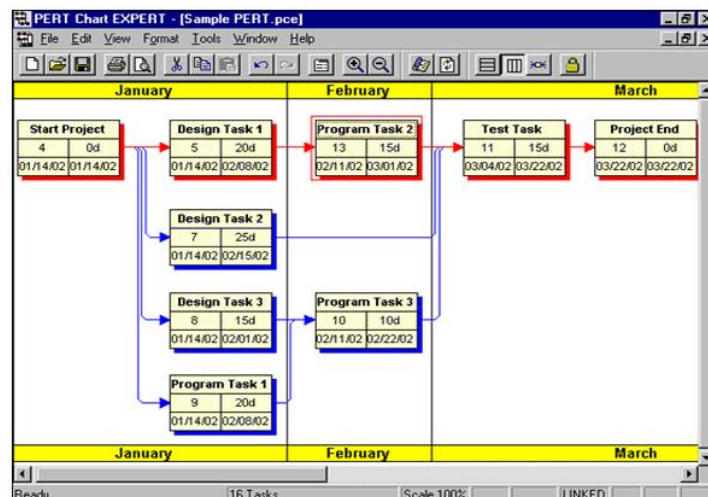 PERT Chart EXPERT - [Sample PERT.pce]
File Edit View Format Tools Window Help
January February March
Start Project
4 0d
01/14/02 01/14/02
Design Task 1
5 20d
01/14/02 02/08/02
Program Task 2
13 15d
02/11/02 03/01/02
Test Task
11 15d
03/04/02 03/22/02
Project End
12 0d
03/22/02 03/22/02
Design Task 2
7 25d
01/14/02 02/15/02
Design Task 3
8 15d
01/14/02 02/01/02
Program Task 3
10 10d
02/11/02 02/22/02
Program Task 1
9 20d
01/14/02 02/08/02
January February March
Ready 16 Tasks Scale 100% LINKED